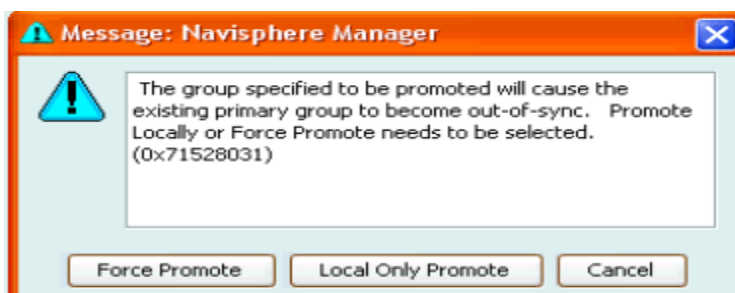 Message: Navisphere Manager
The group specified to be promoted will cause the
existing primary group to become out-of-sync.   Promote
Locally or Force Promote needs to be selected.
(0x71528031)
Force Promote
Local Only Promote
Cancel